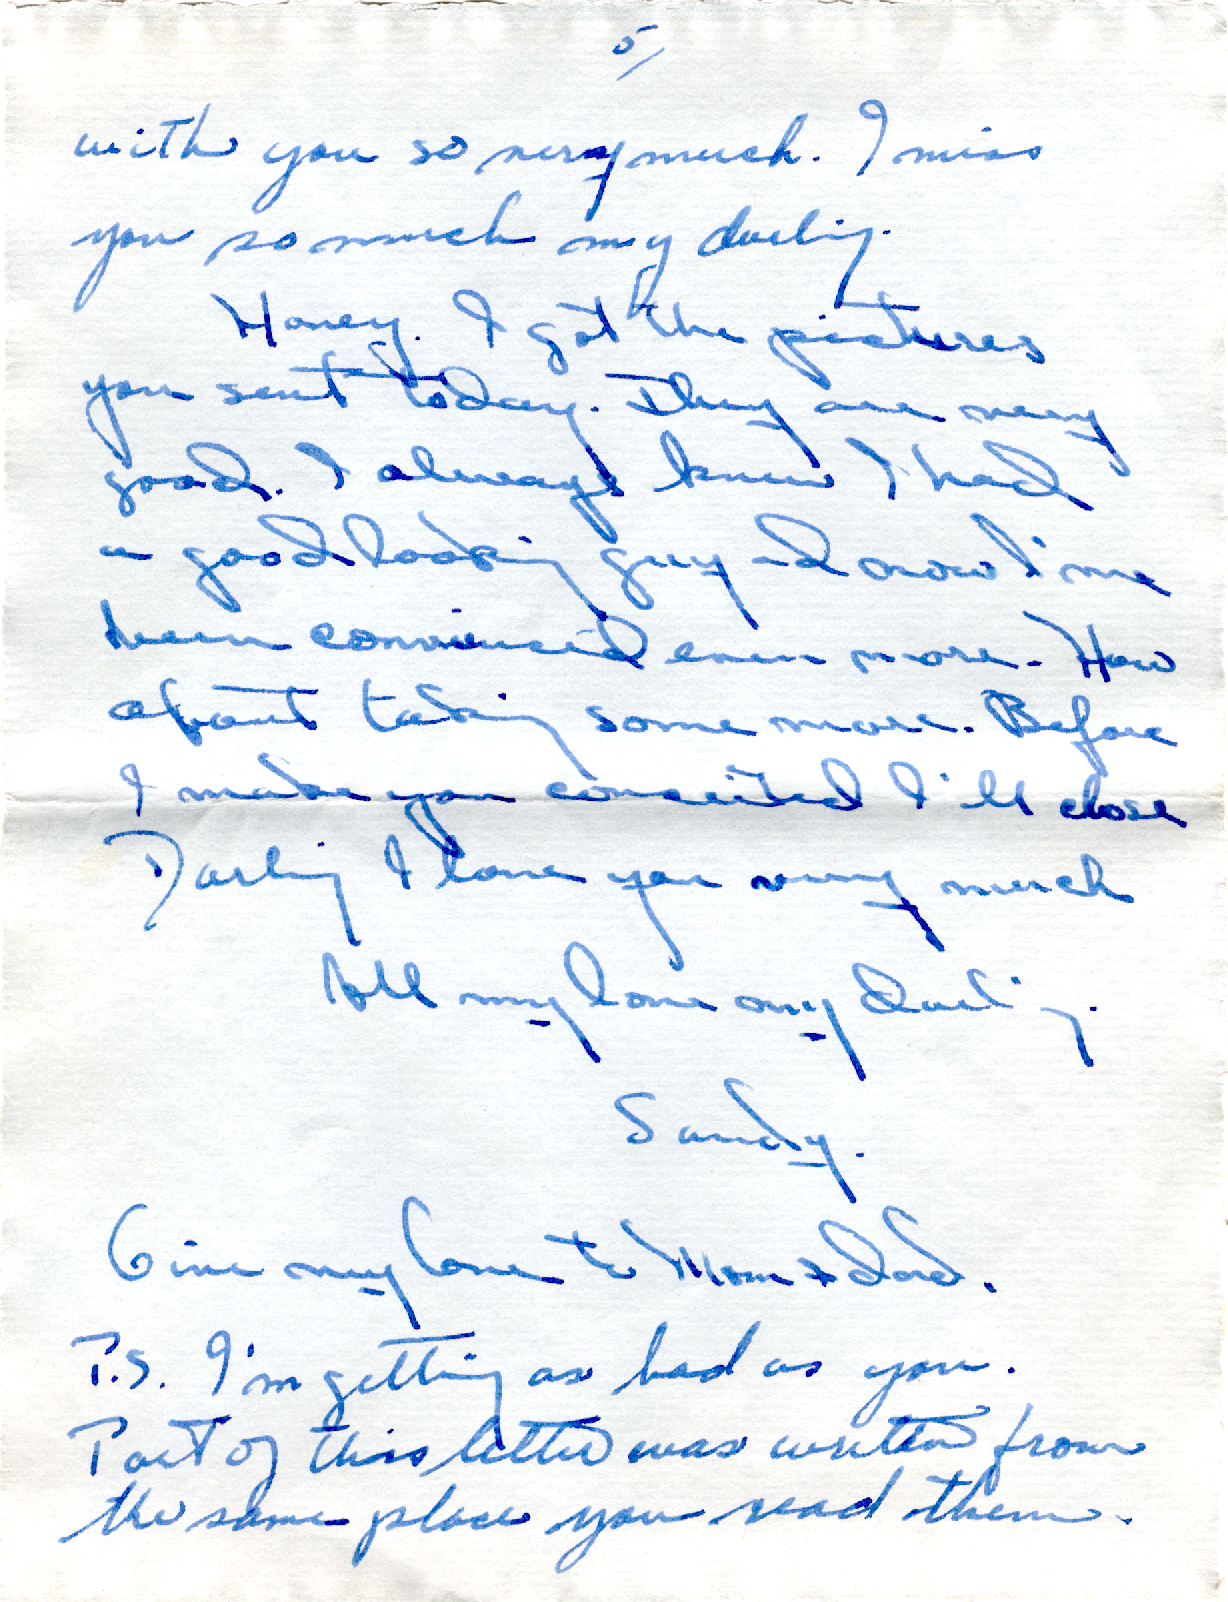 5/
with you so very much. I miss
you so much my darling.
Honey. I got the pictures
you sent today. They are very
good. I always knew I had
a good looking guy and now I've
been convienced even more. How
about taking some more. Before
I make you conceited I'll close
Darling I love you very much
All my love my darling.
Sandy.
Give my love to Mom & Dad.
P.S. I'm getting as bad as you.
Part of this letter was written from
the same place you read them.